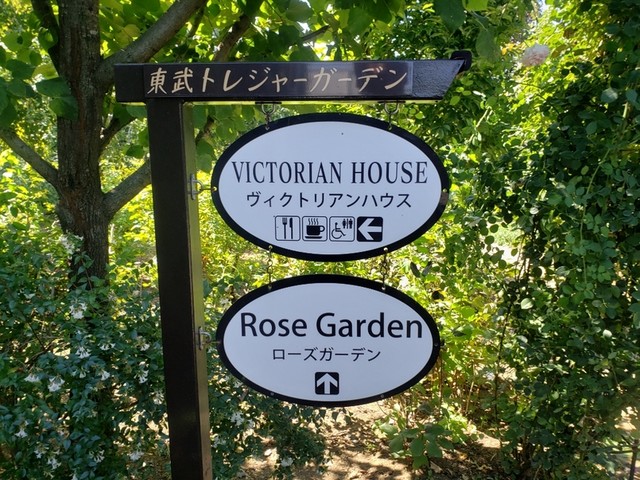 東武トレジャーガーデン
VICTORIAN HOUSE
ヴィクトリアンハウス
Rose Garden
ローズガーデン